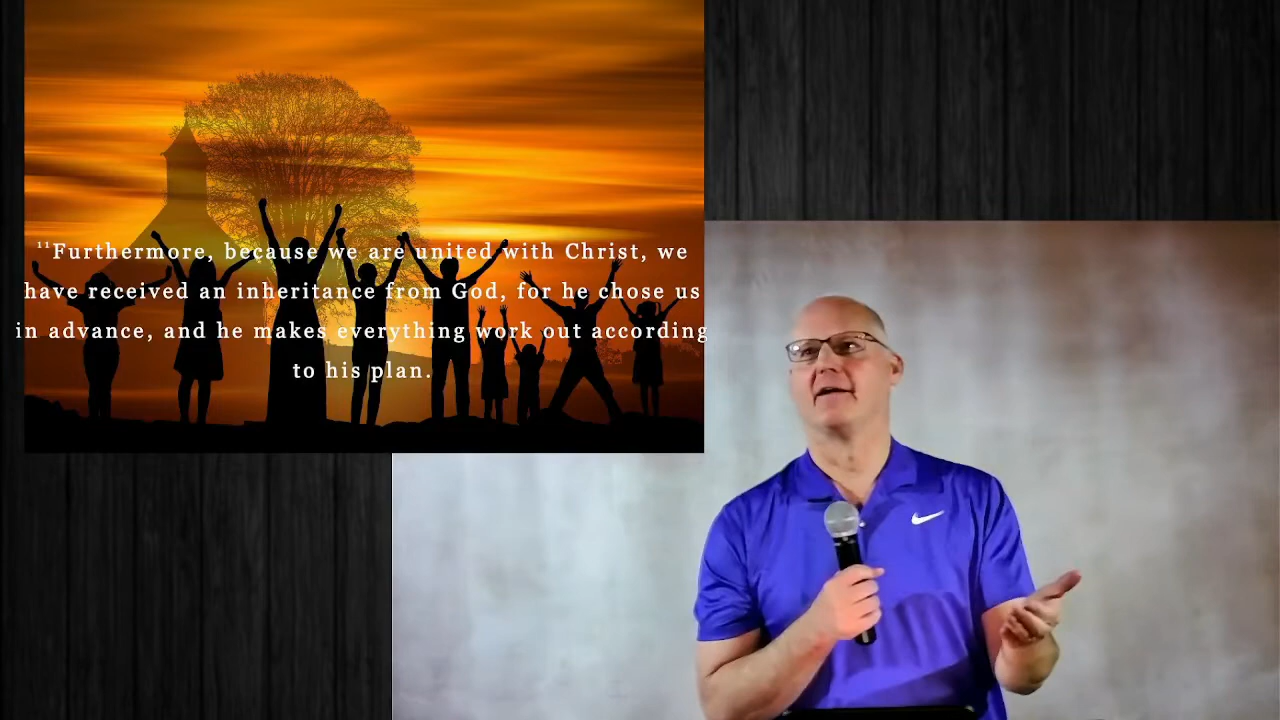 ¹¹Furthermore, because we are united with Christ, we
have received an inheritance from God, for he chose us
in advance, and he makes everything work out according
to his plan.